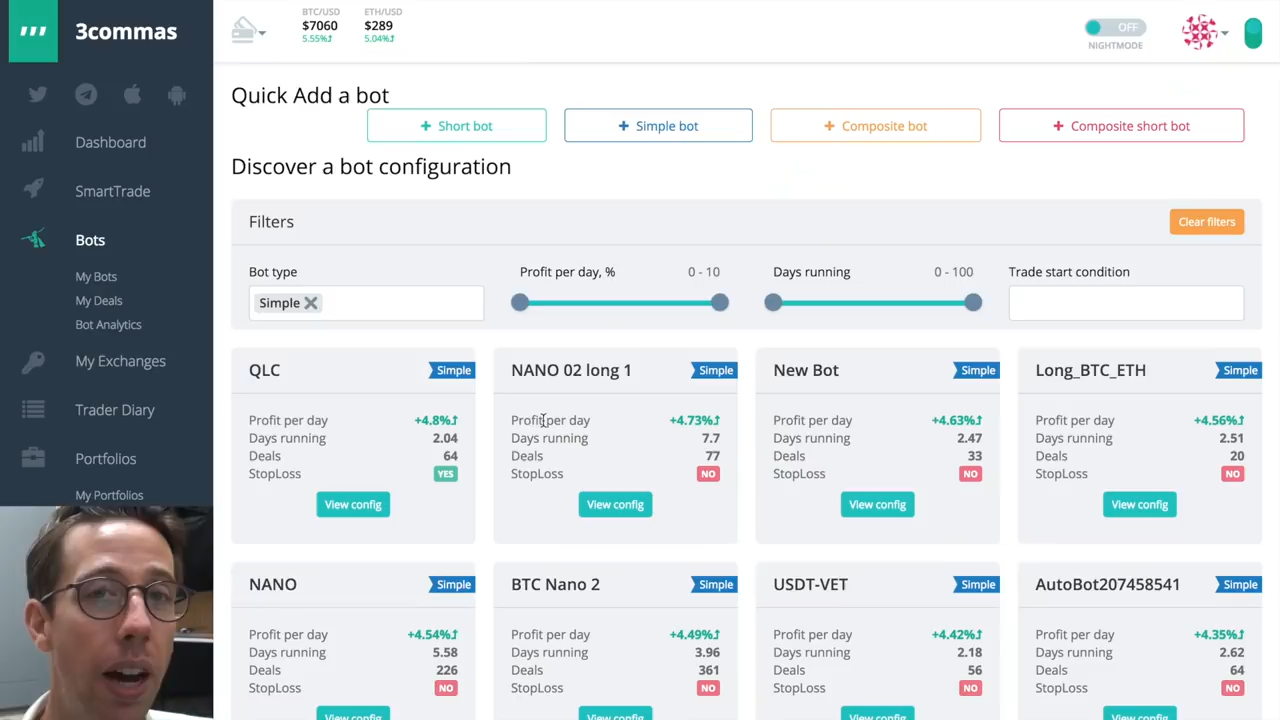 3commas
BTC/USD
$7060
5.55%
ETH/USD
$289
5.04%
OFF
NIGHTMODE
Dashboard
SmartTrade
Bots
My Bots
My Deals
Bot Analytics
My Exchanges
Trader Diary
Portfolios
My Portfolios
Quick Add a bot
+ Short bot
+ Simple bot
+ Composite bot
+ Composite short bot
Discover a bot configuration
Filters
Clear filters
Bot type
Profit per day, % 0 - 10
Days running 0 - 100
Trade start condition
Simple
QLC Simple
Profit per day +4.8%
Days running 2.04
Deals 64
StopLoss YES
View config
NANO 02 long 1 Simple
Profit per day +4.73%
Days running 7.7
Deals 77
StopLoss NO
View config
New Bot Simple
Profit per day +4.63%
Days running 2.47
Deals 33
StopLoss NO
View config
Long_BTC_ETH Simple
Profit per day +4.56%
Days running 2.51
Deals 20
StopLoss NO
View config
NANO Simple
Profit per day +4.54%
Days running 5.58
Deals 226
StopLoss NO
View config
BTC Nano 2 Simple
Profit per day +4.49%
Days running 3.96
Deals 361
StopLoss NO
View config
USDT-VET Simple
Profit per day +4.42%
Days running 2.18
Deals 56
StopLoss NO
View config
AutoBot207458541 Simple
Profit per day +4.35%
Days running 2.62
Deals 64
StopLoss NO
View config